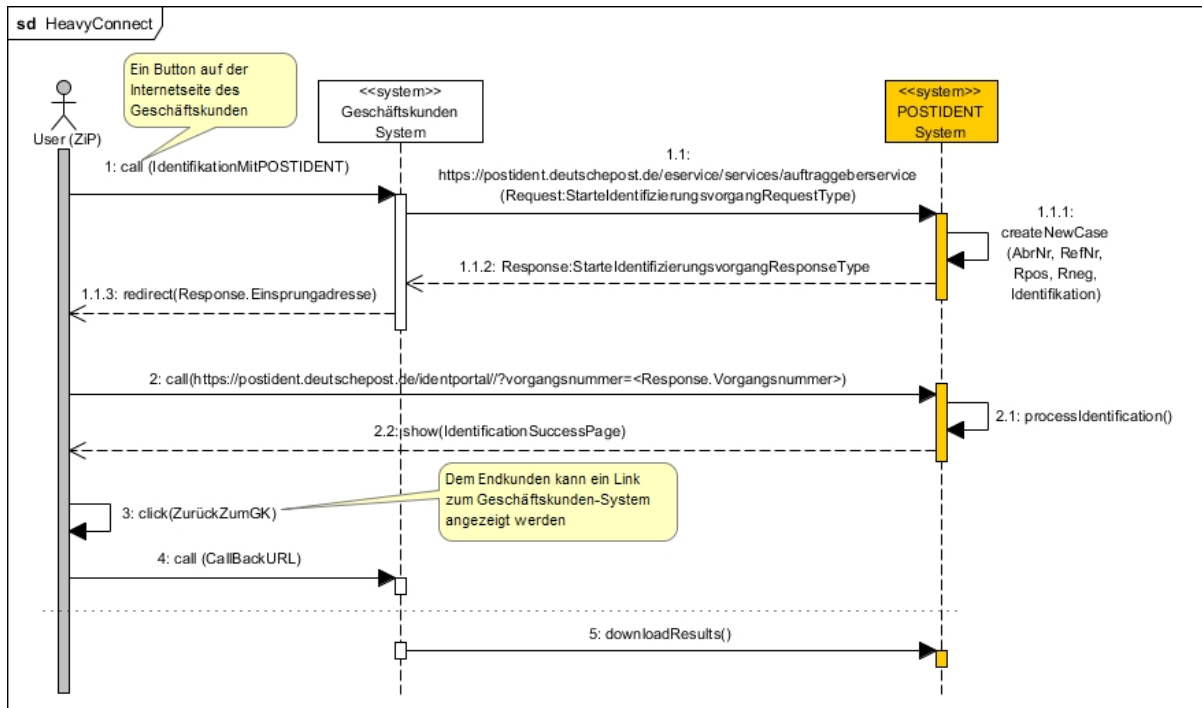 sd HeavyConnect
Ein Button auf der
Internetseite des
Geschäftskunden
User (ZiP)
<<system>>
Geschäftskunden
System
<<system>>
POSTIDENT
System
1: call (IdentifikationMitPOSTIDENT)
1.1:
https://postident.deutschepost.de/eservice/services/auftraggeberservice
(Request:StarteIdentifizierungsvorgangRequestType)
1.1.1:
createNewCase
(AbrNr, RefNr,
Rpos, Rneg,
Identifikation)
1.1.2: Response:StarteIdentifizierungsvorgangResponseType
1.1.3: redirect(Response.Einsprungadresse)
2: call(https://postident.deutschepost.de/identportal//?vorgangsnummer=<Response.Vorgangsnummer>)
2.1: processIdentification()
2.2: show(IdentificationSuccessPage)
Dem Endkunden kann ein Link
zum Geschäftskunden-System
angezeigt werden
3: click(ZurückZumGK)
4: call (CallBackURL)
5: downloadResults()